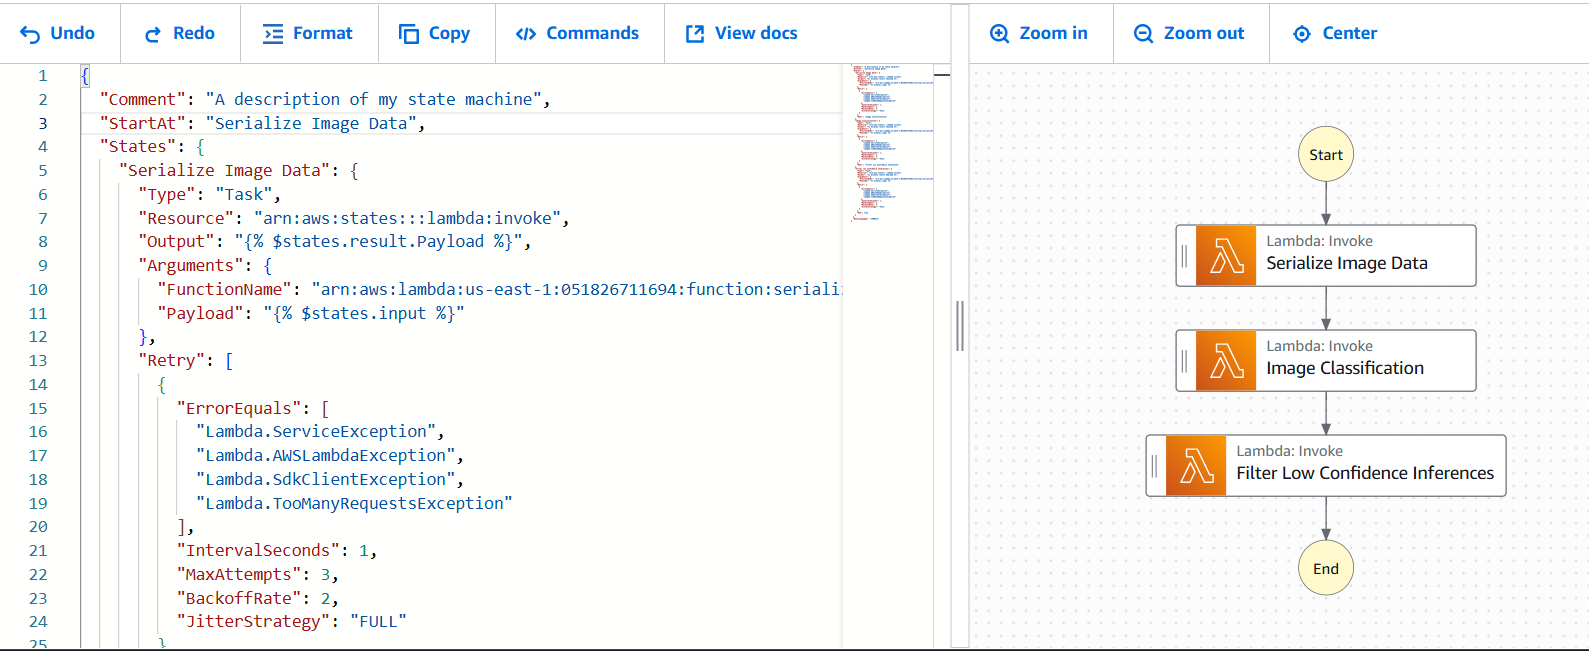 Undo Redo Format Copy Commands View docs Zoom in Zoom out Center
1 {
2 "Comment": "A description of my state machine",
3 "StartAt": "Serialize Image Data",
4 "States": {
5 "Serialize Image Data": {
6 "Type": "Task",
7 "Resource": "arn:aws:states:::lambda:invoke",
8 "Output": "{% $states.result.Payload %}",
9 "Arguments": {
10 "FunctionName": "arn:aws:lambda:us-east-1:051826711694:function:seriali
11 "Payload": "{% $states.input %}"
12 },
13 "Retry": [
14 {
15 "ErrorEquals": [
16 "Lambda.ServiceException",
17 "Lambda.AWSLambdaException",
18 "Lambda.SdkClientException",
19 "Lambda.TooManyRequestsException"
20 ],
21 "IntervalSeconds": 1,
22 "MaxAttempts": 3,
23 "BackoffRate": 2,
24 "JitterStrategy": "FULL"
25 }
Start
Lambda: Invoke
Serialize Image Data
Lambda: Invoke
Image Classification
Lambda: Invoke
Filter Low Confidence Inferences
End